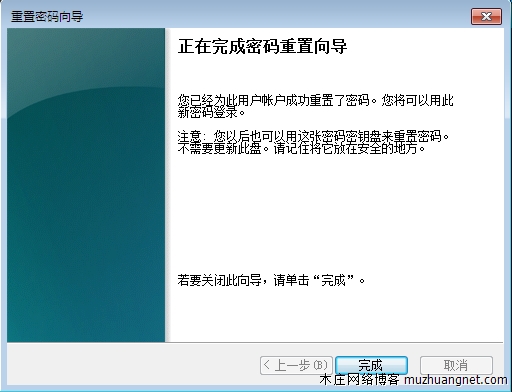 重置密码向导
正在完成密码重置向导
您已经为此用户帐户成功重置了密码。您将可以用此
新密码登录。
注意: 您以后也可以用这张密码密钥盘来重置密码。
不需要更新此盘。请记住将它放在安全的地方。
若要关闭此向导，请单击“完成”。
< 上一步(B)
完成
取消
木庄网络博客 muzhuangnet.com